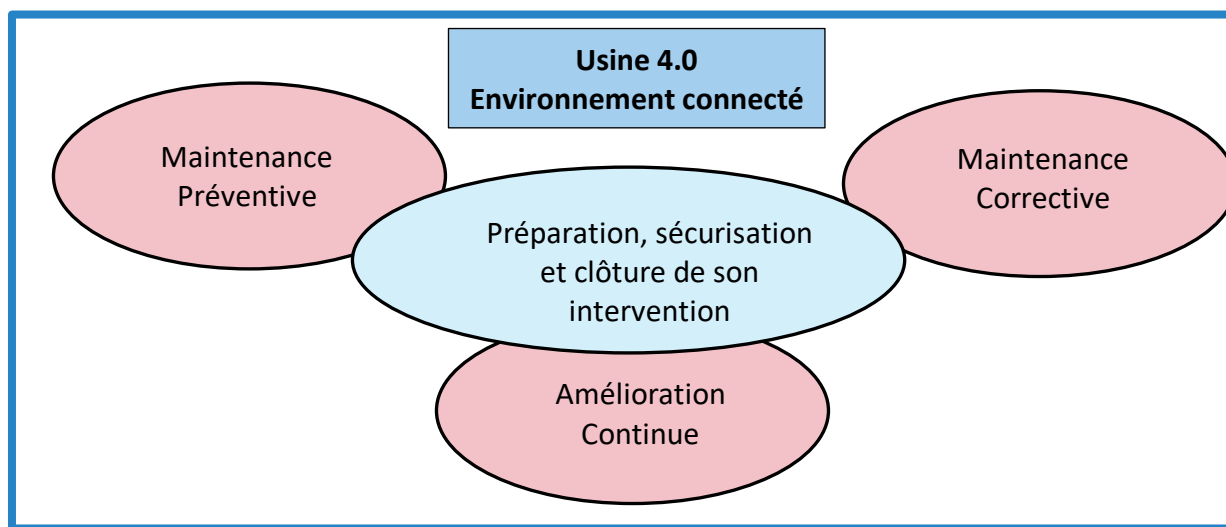 Usine 4.0
Environnement connecté
Maintenance
Préventive
Maintenance
Corrective
Préparation, sécurisation
et clôture de son
intervention
Amélioration
Continue